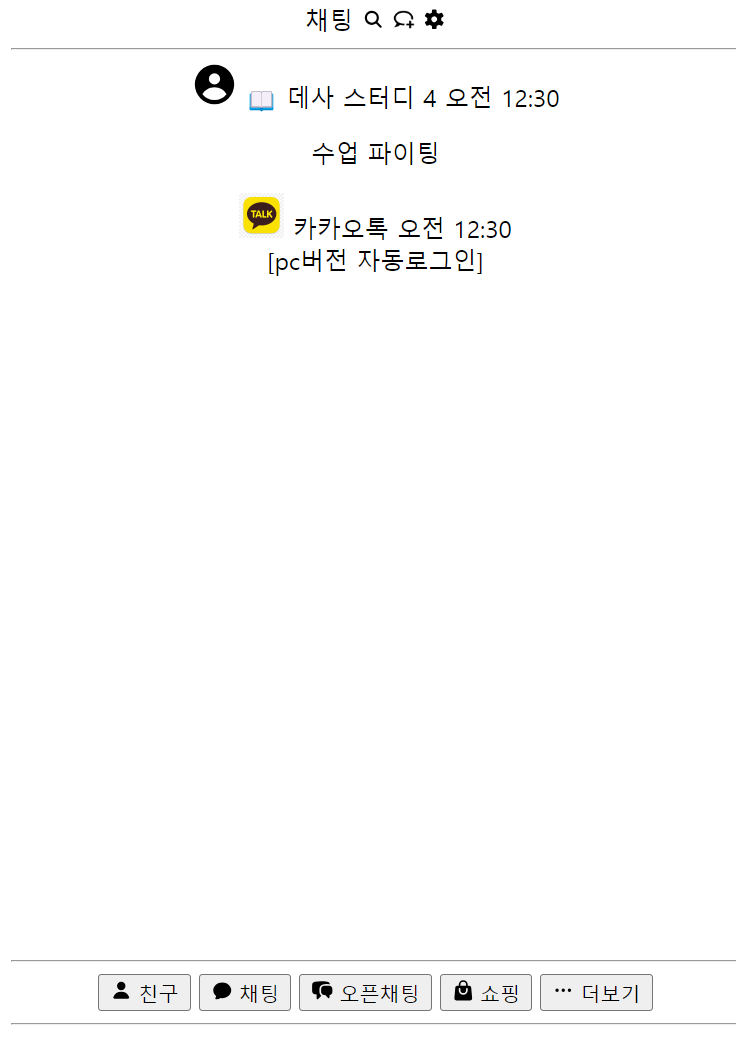 채팅
데사 스터디 4 오전 12:30
수업 파이팅
TALK
카카오톡 오전 12:30
[pc버전 자동로그인]
친구 채팅 오픈채팅 쇼핑 더보기